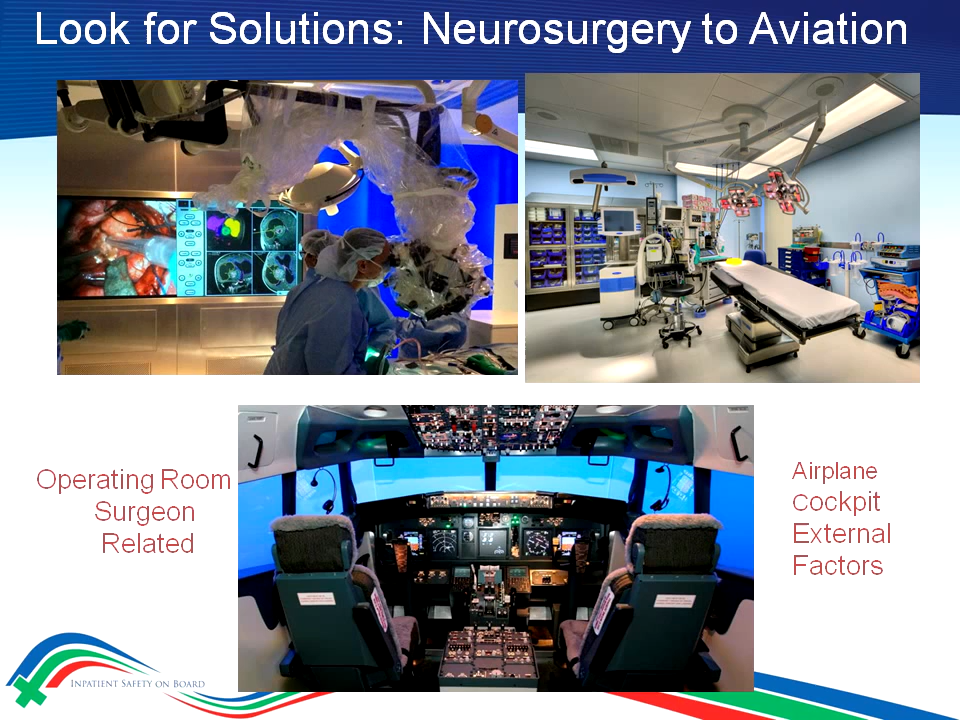 Look for Solutions: Neurosurgery to Aviation
Operating Room
Surgeon
Related
Airplane
Cockpit
External
Factors
INPATIENT SAFETY ON BOARD